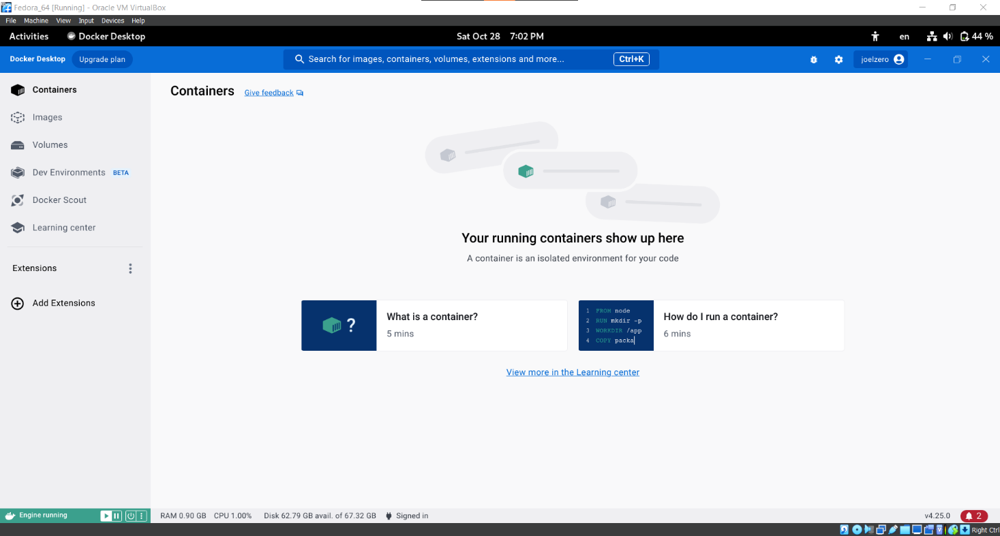 Fedora_64 [Running] - Oracle VM VirtualBox
File Machine View Input Devices Help
Activities Docker Desktop Sat Oct 28 7:02 PM en 44 %
Docker Desktop Upgrade plan Search for images, containers, volumes, extensions and more... Ctrl+K joelzero
Containers
Images
Volumes
Dev Environments BETA
Docker Scout
Learning center
Extensions
Add Extensions
Containers Give feedback
Your running containers show up here
A container is an isolated environment for your code
?
What is a container?
5 mins
1 FROM node
2 RUN mkdir -p
3 WORKDIR /app
4 COPY packa
How do I run a container?
6 mins
View more in the Learning center
Engine running RAM 0.90 GB CPU 1.00% Disk 62.79 GB avail. of 67.32 GB Signed in v4.25.0 2
Right Ctrl